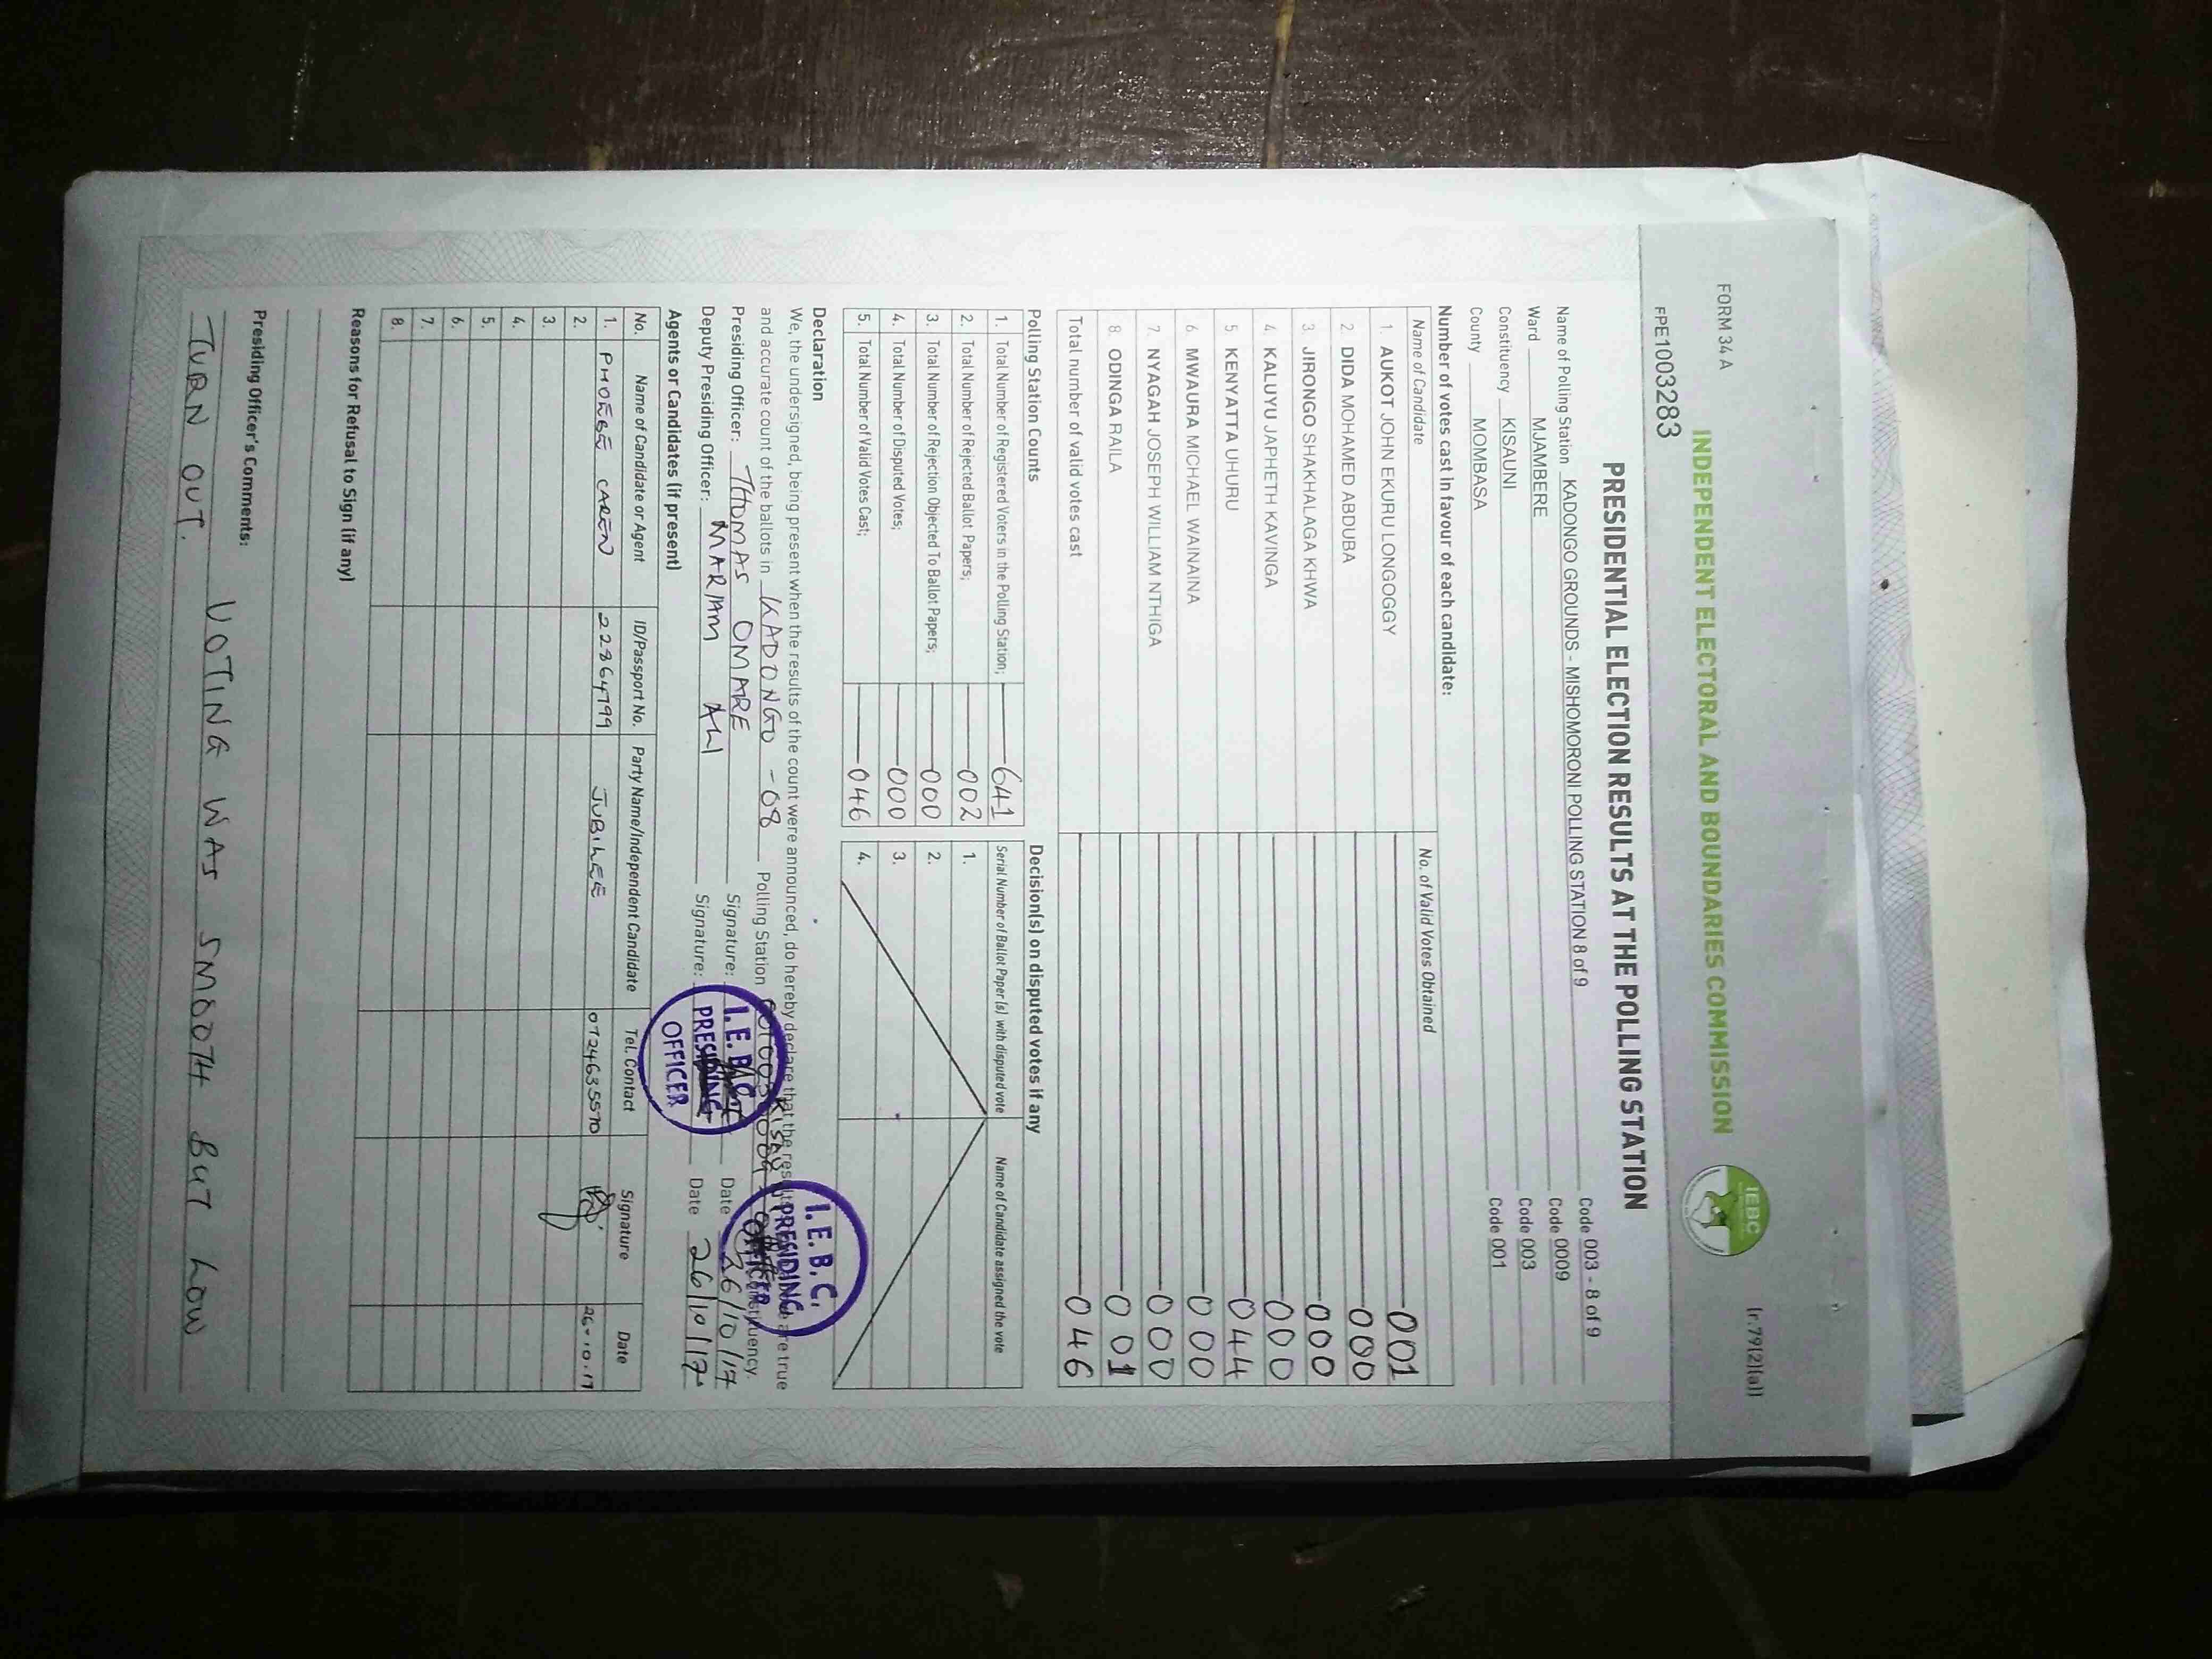 FORM 34 A
(r.79(2)(a))
INDEPENDENT ELECTORAL AND BOUNDARIES COMMISSION
IEBC
FPE1003283
PRESIDENTIAL ELECTION RESULTS AT THE POLLING STATION
Name of Polling Station KADONGO GROUNDS - MISHOMORONI POLLING STATION 8 of 9 Code 003 - 8 of 9
Ward MJAMBERE Code 0009
Constituency KISAUNI Code 003
County MOMBASA Code 001
Number of votes cast in favour of each candidate:
Name of Candidate No. of Valid Votes Obtained
1. AUKOT JOHN EKURU LONGOGGY 001
2 DIDA MOHAMED ABDUBA 000
3 JIRONGO SHAKHALAGA KHWA 000
4 KALUYU JAPHETH KAVINGA 000
5 KENYATTA UHURU 044
6 MWAURA MICHAEL WAINAINA 000
7 NYAGAH JOSEPH WILLIAM NTHIGA 000
8. ODINGA RAILA 001
Total number of valid votes cast 046
Polling Station Counts
1. Total Number of Registered Voters in the Polling Station; 641
2. Total Number of Rejected Ballot Papers; 002
3. Total Number of Rejection Objected To Ballot Papers; 000
4. Total Number of Disputed Votes; 000
5. Total Number of Valid Votes Cast; 046
Decision(s) on disputed votes if any
Serial Number of Ballot Paper (s) with disputed vote Name of Candidate assigned the vote
1.
2.
3.
4.
Declaration
We, the undersigned, being present when the results of the count were announced, do hereby declare that the results are true
and accurate count of the ballots in KADONGO - 08 Polling Station Constituency.
Presiding Officer: THOMAS OMARE Signature: Date 26/10/17
Deputy Presiding Officer: MARIAM ALI Signature: Date 26/10/17.
I. E. B. C.
PRESIDING
OFFICER
I. E. B. C.
PRESIDING
OFFICER
Agents or Candidates (if present)
No. Name of Candidate or Agent ID/Passport No. Party Name/Independent Candidate Tel. Contact Signature Date
1. PHOEBE CAREN 22864799 JUBILEE 0724635570 26.10.17
2.
3.
4.
5.
6.
7.
8.
Reasons for Refusal to Sign (if any)
Presiding Officer's Comments:
VOTING WAS SMOOTH BUT LOW
TURN OUT.